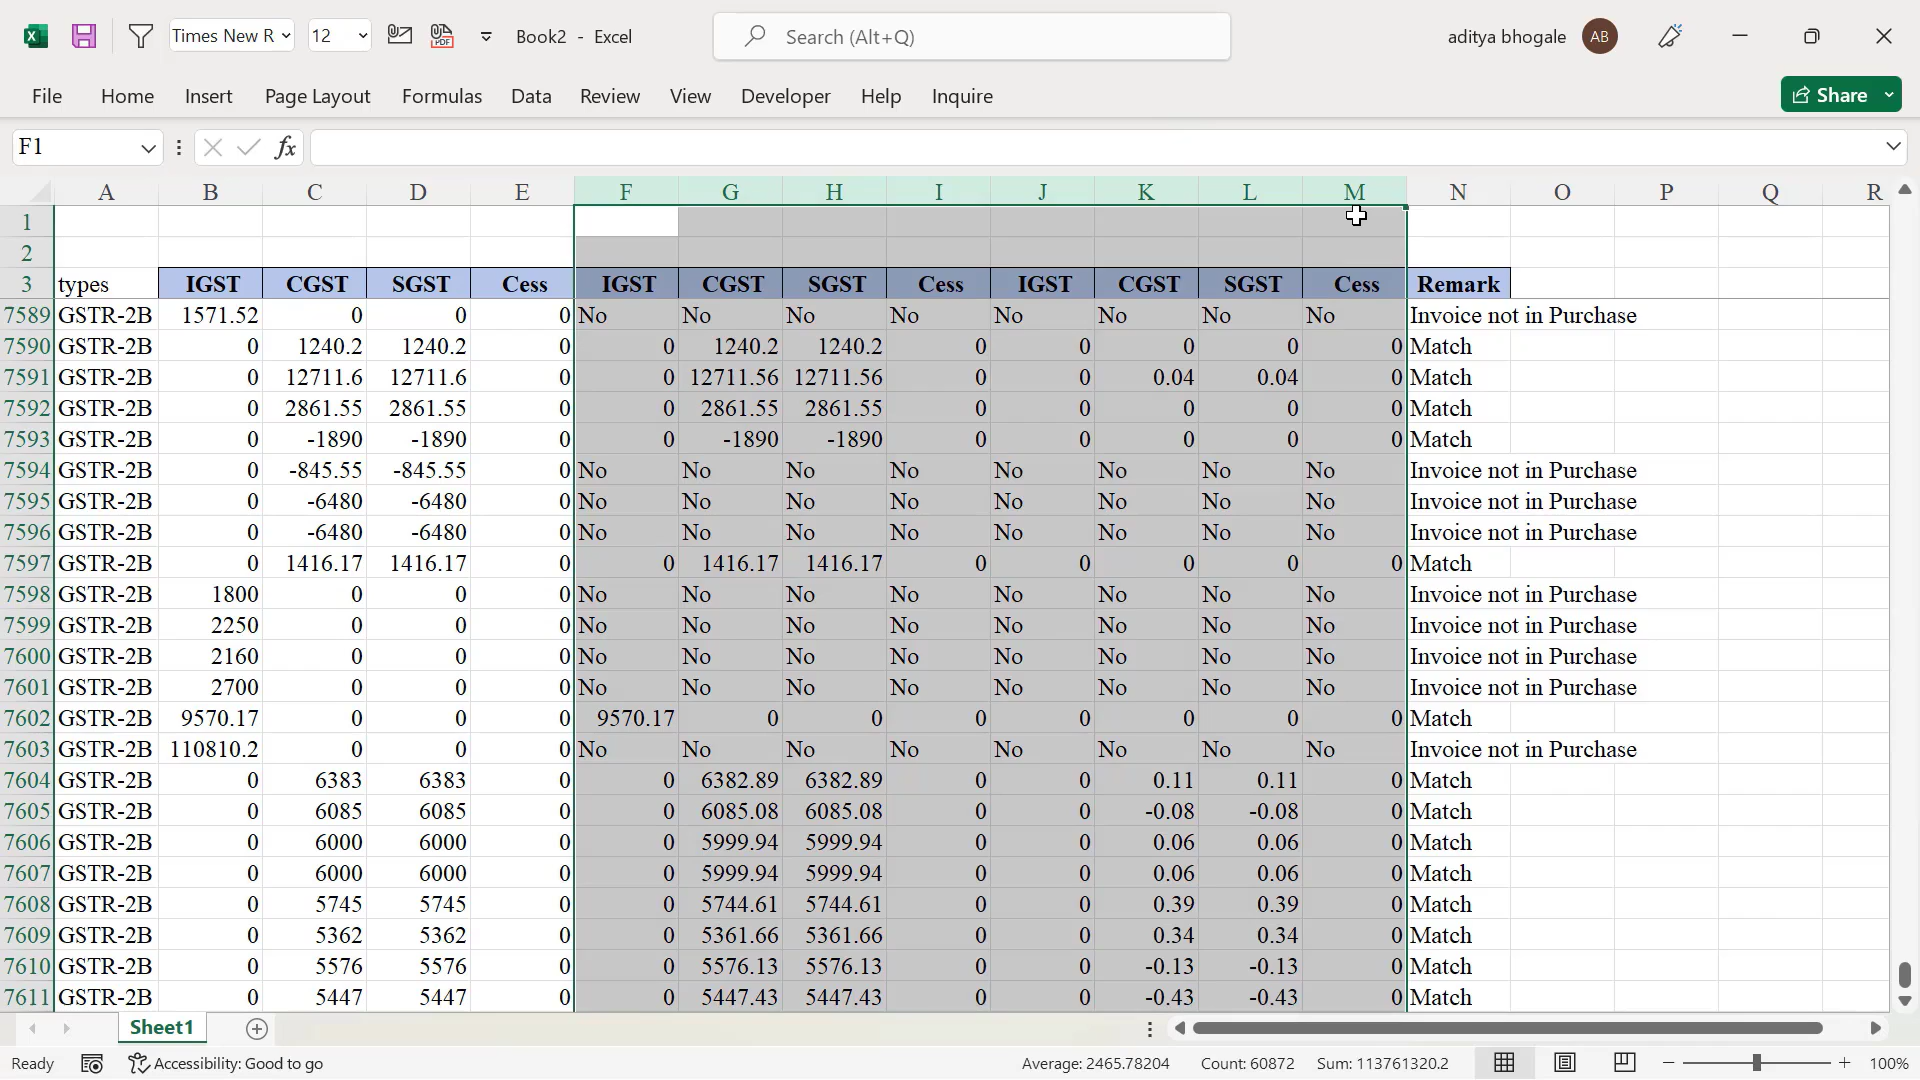 Times New R 12 Book2 - Excel Search (Alt+Q) aditya bhogale AB
File Home Insert Page Layout Formulas Data Review View Developer Help Inquire Share
F1 fx
A B C D E F G H I J K L M N O P Q R
1
2
3 types IGST CGST SGST Cess IGST CGST SGST Cess IGST CGST SGST Cess Remark
7589 GSTR-2B 1571.52 0 0 0 No No No No No No No No Invoice not in Purchase
7590 GSTR-2B 0 1240.2 1240.2 0 0 1240.2 1240.2 0 0 0 0 0 Match
7591 GSTR-2B 0 12711.6 12711.6 0 0 12711.56 12711.56 0 0 0.04 0.04 0 Match
7592 GSTR-2B 0 2861.55 2861.55 0 0 2861.55 2861.55 0 0 0 0 0 Match
7593 GSTR-2B 0 -1890 -1890 0 0 -1890 -1890 0 0 0 0 0 Match
7594 GSTR-2B 0 -845.55 -845.55 0 No No No No No No No No Invoice not in Purchase
7595 GSTR-2B 0 -6480 -6480 0 No No No No No No No No Invoice not in Purchase
7596 GSTR-2B 0 -6480 -6480 0 No No No No No No No No Invoice not in Purchase
7597 GSTR-2B 0 1416.17 1416.17 0 0 1416.17 1416.17 0 0 0 0 0 Match
7598 GSTR-2B 1800 0 0 0 No No No No No No No No Invoice not in Purchase
7599 GSTR-2B 2250 0 0 0 No No No No No No No No Invoice not in Purchase
7600 GSTR-2B 2160 0 0 0 No No No No No No No No Invoice not in Purchase
7601 GSTR-2B 2700 0 0 0 No No No No No No No No Invoice not in Purchase
7602 GSTR-2B 9570.17 0 0 0 9570.17 0 0 0 0 0 0 0 Match
7603 GSTR-2B 110810.2 0 0 0 No No No No No No No No Invoice not in Purchase
7604 GSTR-2B 0 6383 6383 0 0 6382.89 6382.89 0 0 0.11 0.11 0 Match
7605 GSTR-2B 0 6085 6085 0 0 6085.08 6085.08 0 0 -0.08 -0.08 0 Match
7606 GSTR-2B 0 6000 6000 0 0 5999.94 5999.94 0 0 0.06 0.06 0 Match
7607 GSTR-2B 0 6000 6000 0 0 5999.94 5999.94 0 0 0.06 0.06 0 Match
7608 GSTR-2B 0 5745 5745 0 0 5744.61 5744.61 0 0 0.39 0.39 0 Match
7609 GSTR-2B 0 5362 5362 0 0 5361.66 5361.66 0 0 0.34 0.34 0 Match
7610 GSTR-2B 0 5576 5576 0 0 5576.13 5576.13 0 0 -0.13 -0.13 0 Match
7611 GSTR-2B 0 5447 5447 0 0 5447.43 5447.43 0 0 -0.43 -0.43 0 Match
Sheet1
Ready Accessibility: Good to go Average: 2465.78204 Count: 60872 Sum: 113761320.2 100%